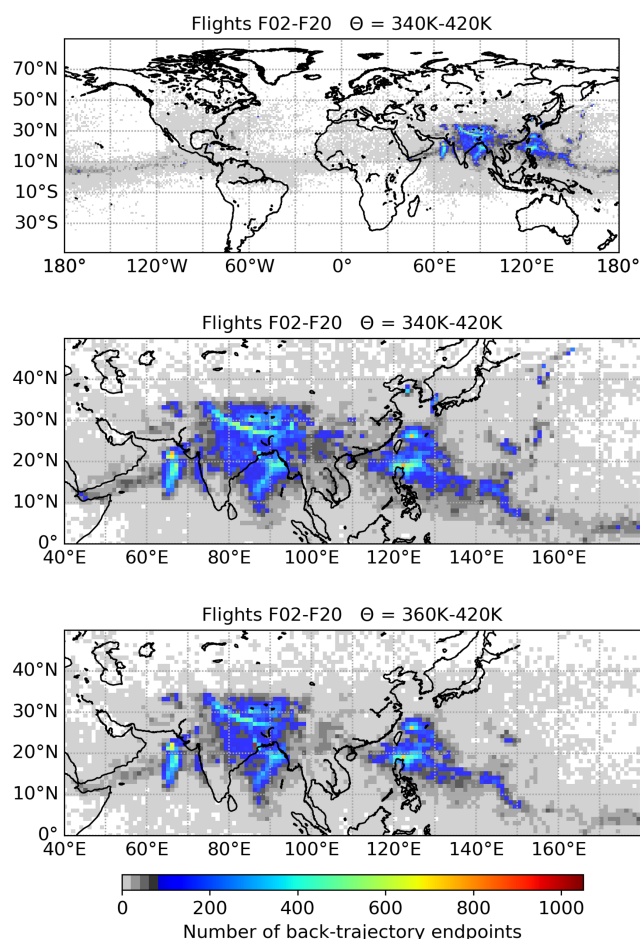 Flights F02-F20 Θ = 340K-420K
70°N
50°N
30°N
10°N
10°S
30°S
180° 120°W 60°W 0° 60°E 120°E 180°
Flights F02-F20 Θ = 340K-420K
40°N
30°N
20°N
10°N
0°
40°E 60°E 80°E 100°E 120°E 140°E 160°E
Flights F02-F20 Θ = 360K-420K
40°N
30°N
20°N
10°N
0°
40°E 60°E 80°E 100°E 120°E 140°E 160°E
0 200 400 600 800 1000
Number of back-trajectory endpoints